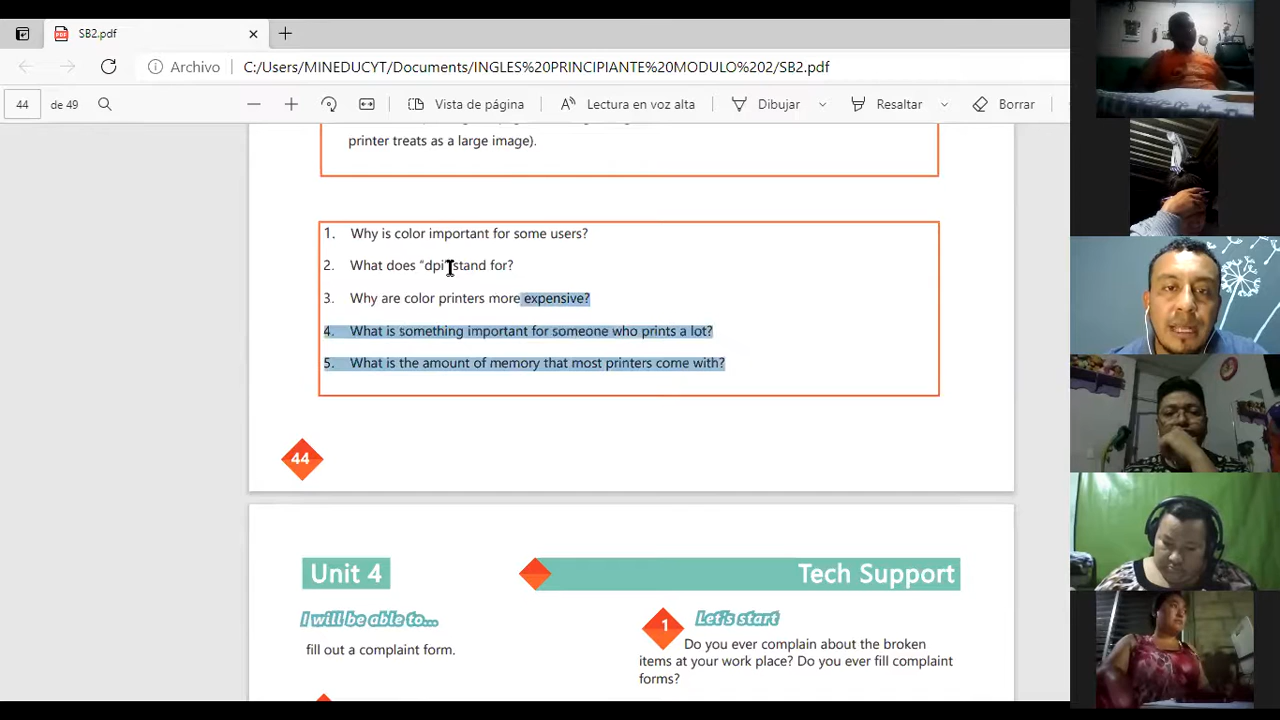 SB2.pdf
Archivo C:/Users/MINEDUCYT/Documents/INGLES%20PRINCIPIANTE%20MODULO%202/SB2.pdf
44 de 49 Vista de página Lectura en voz alta Dibujar Resaltar Borrar
printer treats as a large image).
1. Why is color important for some users?
2. What does "dpi" stand for?
3. Why are color printers more expensive?
4. What is something important for someone who prints a lot?
5. What is the amount of memory that most printers come with?
44
Unit 4 Tech Support
I will be able to...
fill out a complaint form.
1 Let's start
Do you ever complain about the broken
items at your work place? Do you ever fill complaint
forms?